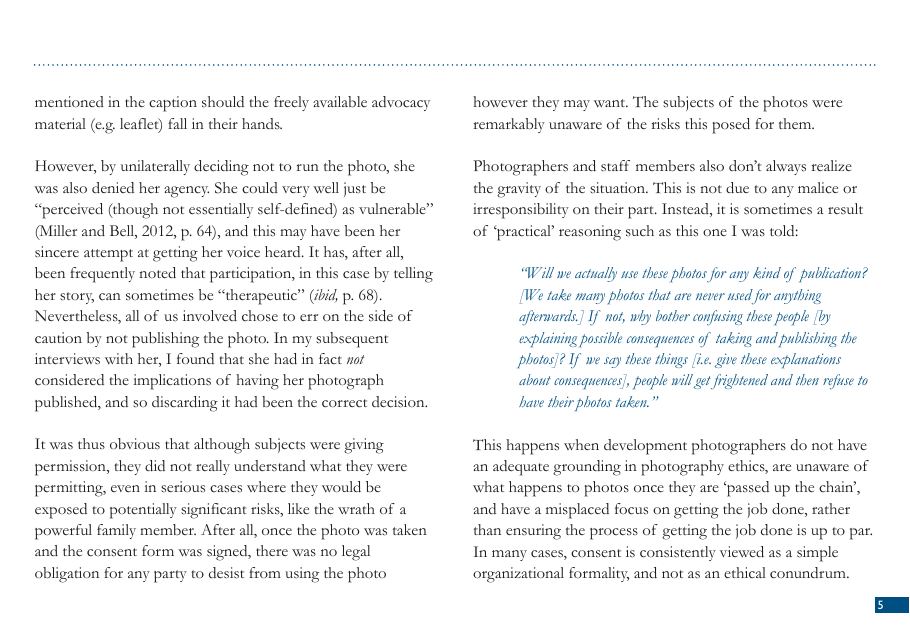 mentioned in the caption should the freely available advocacy
material (e.g. leaflet) fall in their hands.
However, by unilaterally deciding not to run the photo, she
was also denied her agency. She could very well just be
“perceived (though not essentially self-defined) as vulnerable”
(Miller and Bell, 2012, p. 64), and this may have been her
sincere attempt at getting her voice heard. It has, after all,
been frequently noted that participation, in this case by telling
her story, can sometimes be “therapeutic” (ibid, p. 68).
Nevertheless, all of us involved chose to err on the side of
caution by not publishing the photo. In my subsequent
interviews with her, I found that she had in fact not
considered the implications of having her photograph
published, and so discarding it had been the correct decision.
It was thus obvious that although subjects were giving
permission, they did not really understand what they were
permitting, even in serious cases where they would be
exposed to potentially significant risks, like the wrath of a
powerful family member. After all, once the photo was taken
and the consent form was signed, there was no legal
obligation for any party to desist from using the photo
however they may want. The subjects of the photos were
remarkably unaware of the risks this posed for them.
Photographers and staff members also don’t always realize
the gravity of the situation. This is not due to any malice or
irresponsibility on their part. Instead, it is sometimes a result
of ‘practical’ reasoning such as this one I was told:
“Will we actually use these photos for any kind of publication?
[We take many photos that are never used for anything
afterwards.] If not, why bother confusing these people [by
explaining possible consequences of taking and publishing the
photos]? If we say these things [i.e. give these explanations
about consequences], people will get frightened and then refuse to
have their photos taken.”
This happens when development photographers do not have
an adequate grounding in photography ethics, are unaware of
what happens to photos once they are ‘passed up the chain’,
and have a misplaced focus on getting the job done, rather
than ensuring the process of getting the job done is up to par.
In many cases, consent is consistently viewed as a simple
organizational formality, and not as an ethical conundrum.
5